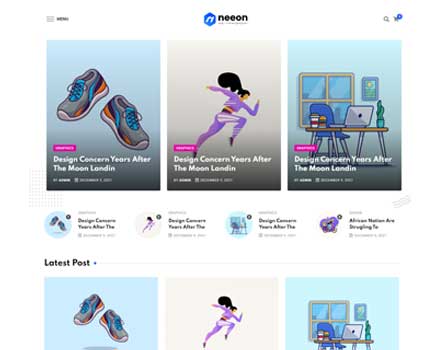 MENU
neeon
GRAPHICS
Design Concern Years After
The Moon Landin
BY ADMIN DECEMBER 9, 2021
GRAPHICS
Design Concern Years After
The Moon Landin
BY ADMIN DECEMBER 9, 2021
GRAPHICS
Design Concern Years After
The Moon Landin
BY ADMIN DECEMBER 9, 2021
GRAPHICS
Design Concern
Years After The
DECEMBER 9, 2021
GRAPHICS
Design Concern
Years After The
DECEMBER 9, 2021
GRAPHICS
Design Concern
Years After The
DECEMBER 9, 2021
African Nation Are
Strugling To
DECEMBER 9, 2021
Latest Post